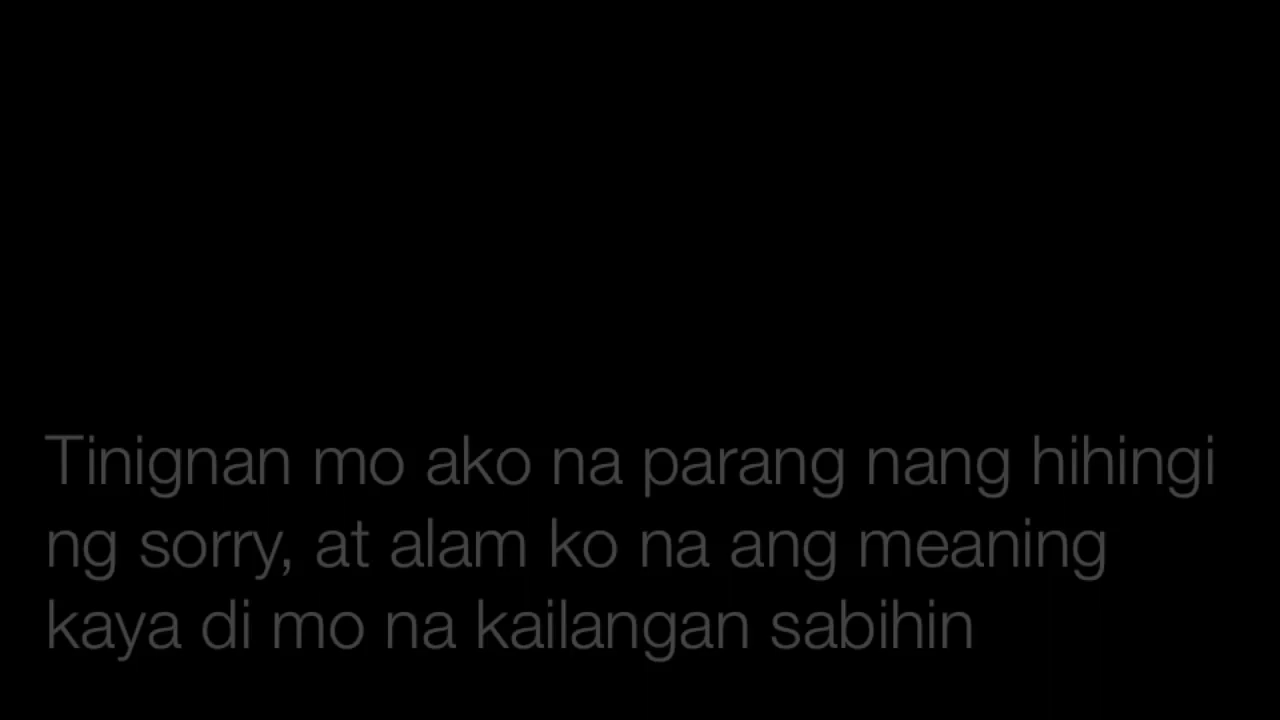 Tinignan mo ako na parang nang hihingi
ng sorry, at alam ko na ang meaning
kaya di mo na kailangan sabihin